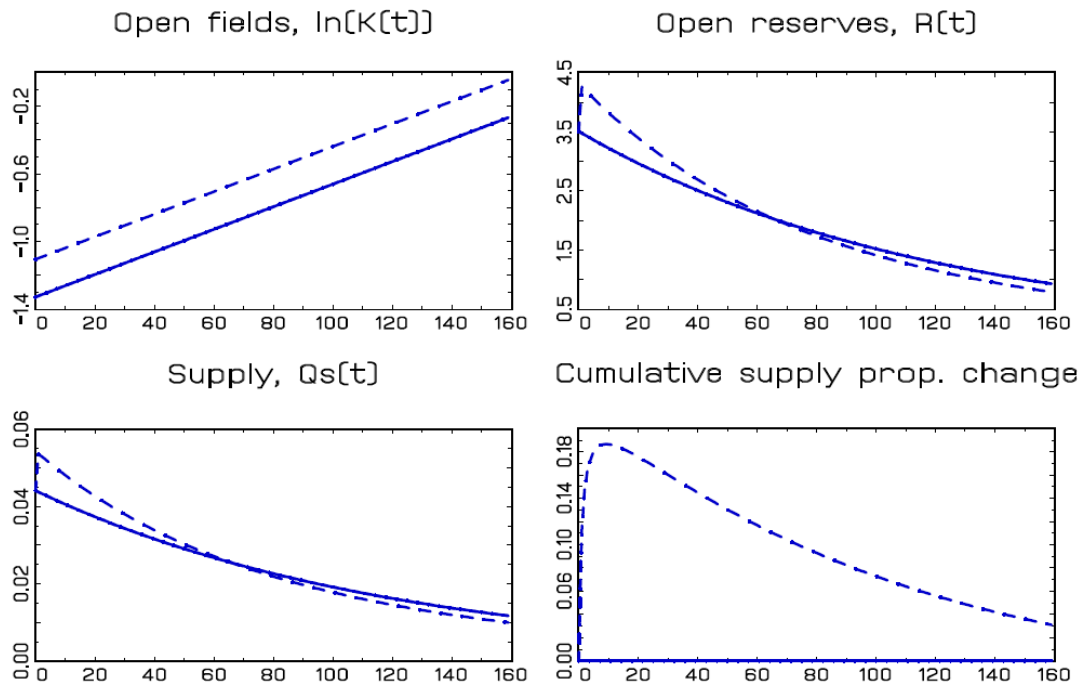 Open fields, ln(K(t))
Open reserves, R(t)
-0.2
-0.6
-1.0
-1.4
0 20 40 60 80 100 120 140 160
4.5
3.5
2.5
1.5
0.5
0 20 40 60 80 100 120 140 160
Supply, Qs(t)
Cumulative supply prop. change
0.06
0.04
0.02
0.00
0 20 40 60 80 100 120 140 160
0.18
0.14
0.10
0.06
0.00
0 20 40 60 80 100 120 140 160